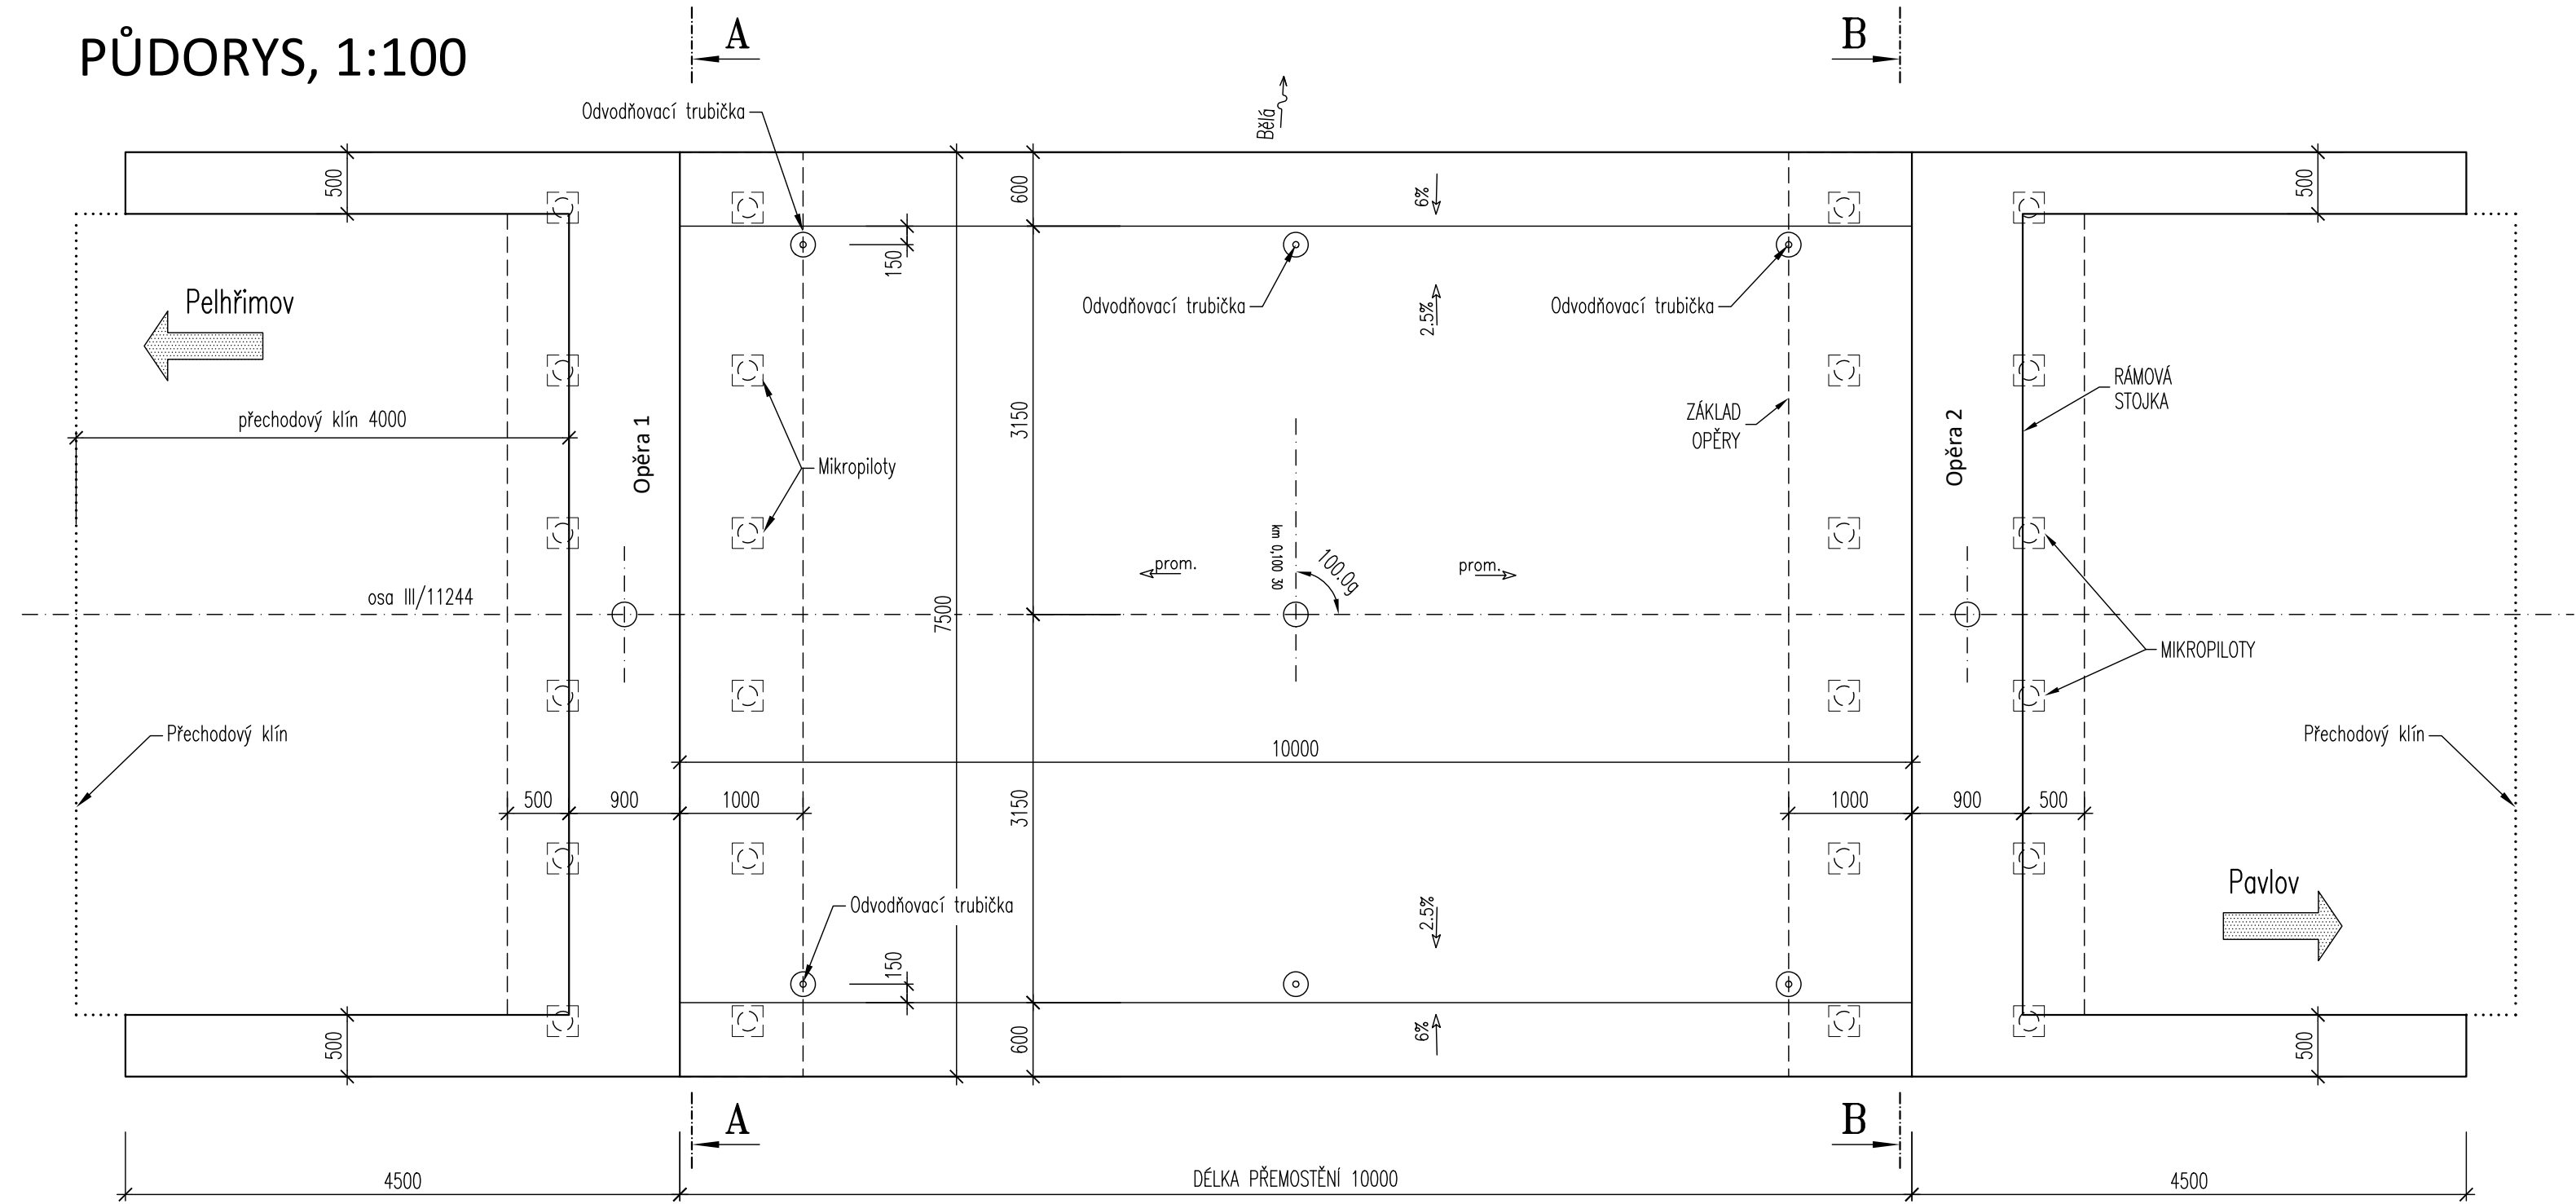 PŮDORYS, 1:100
A
B
Odvodňovací trubička
Bělá
500
600
6%
500
150
Pelhřimov
Odvodňovací trubička
Odvodňovací trubička
2.5%
přechodový klín 4000
Opěra 1
3150
Mikropiloty
ZÁKLAD
OPĚRY
Opěra 2
RÁMOVÁ
STOJKA
km 0,100 30
100.0g
prom.
prom.
osa III/11244
7500
MIKROPILOTY
Přechodový klín
10000
Přechodový klín
500
900
1000
3150
1000
900
500
Pavlov
Odvodňovací trubička
2.5%
150
500
600
6%
500
A
B
4500
DÉLKA PŘEMOSTĚNÍ 10000
4500